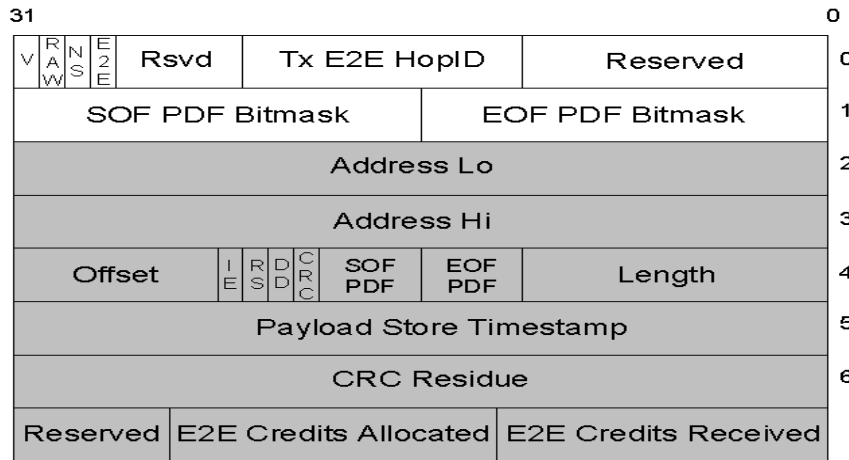 31 0
V RAW NS E2E Rsvd Tx E2E HopID Reserved 0
SOF PDF Bitmask EOF PDF Bitmask 1
Address Lo 2
Address Hi 3
Offset IE RS DD CRC SOF PDF EOF PDF Length 4
Payload Store Timestamp 5
CRC Residue 6
Reserved E2E Credits Allocated E2E Credits Received